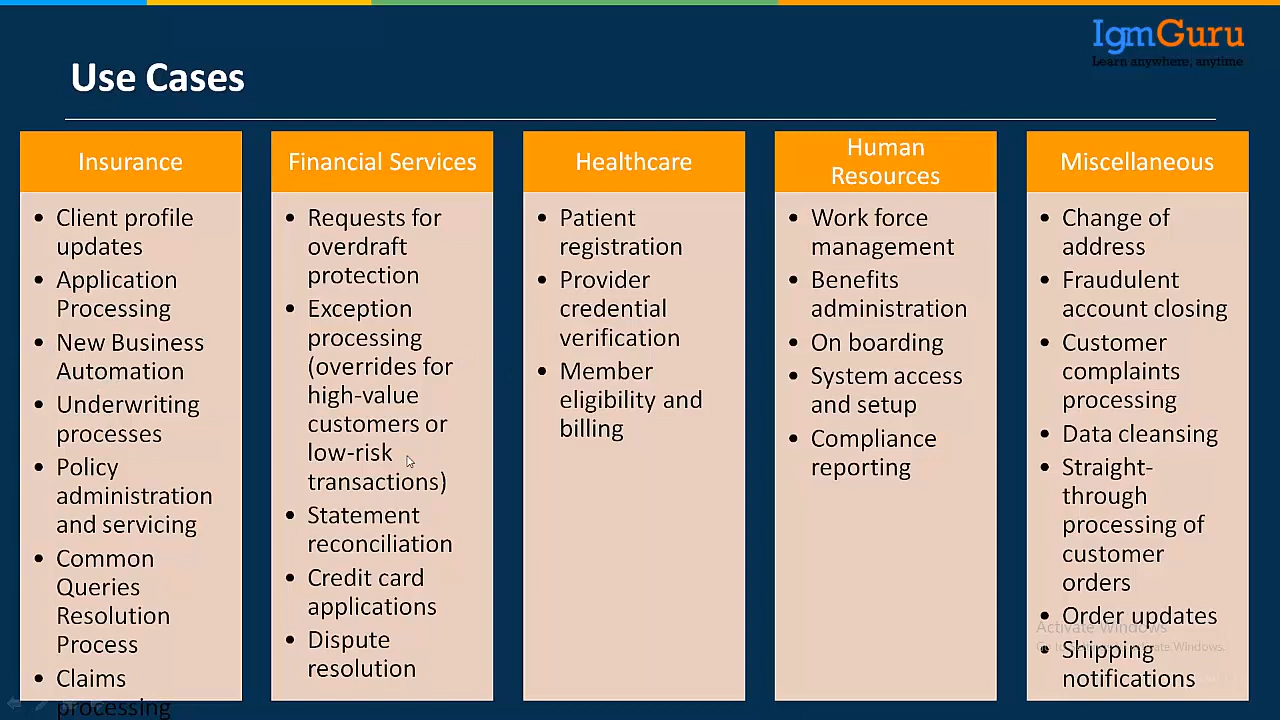 IgmGuru
Learn anywhere, anytime
Use Cases
Insurance
• Client profile
updates
• Application
Processing
• New Business
Automation
• Underwriting
processes
• Policy
administration
and servicing
• Common
Queries
Resolution
Process
• Claims
processing
Financial Services
• Requests for
overdraft
protection
• Exception
processing
(overrides for
high-value
customers or
low-risk
transactions)
• Statement
reconciliation
• Credit card
applications
• Dispute
resolution
Healthcare
• Patient
registration
• Provider
credential
verification
• Member
eligibility and
billing
Human
Resources
• Work force
management
• Benefits
administration
• On boarding
• System access
and setup
• Compliance
reporting
Miscellaneous
• Change of
address
• Fraudulent
account closing
• Customer
complaints
processing
• Data cleansing
• Straight-
through
processing of
customer
orders
• Order updates
• Shipping
notifications
Activate Windows
Go to Windows.